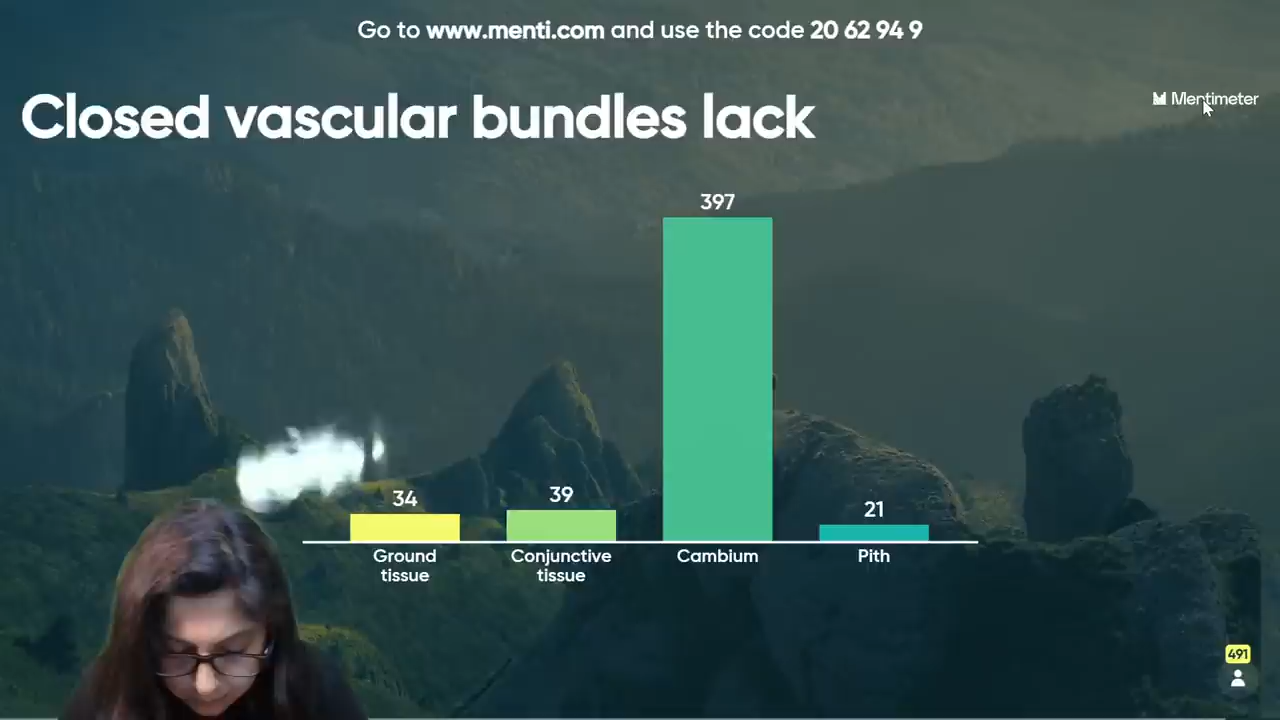 Go to www.menti.com and use the code 20 62 94 9
Closed vascular bundles lack
Mentimeter
397
34
39
21
Ground
tissue
Conjunctive
tissue
Cambium
Pith
491